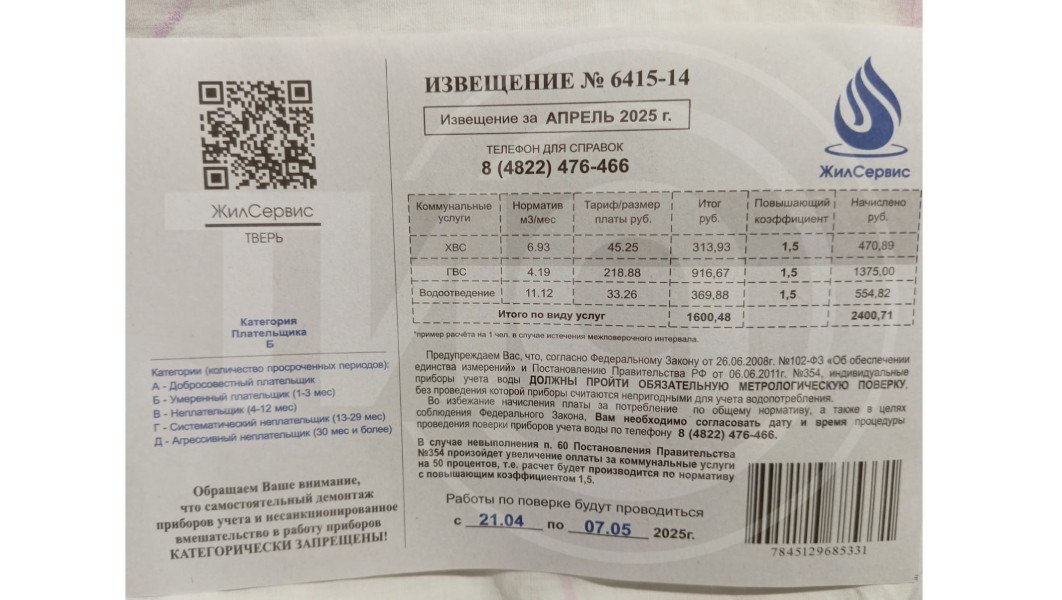 ИЗВЕЩЕНИЕ № 6415-14
Извещение за АПРЕЛЬ 2025 г.
ТЕЛЕФОН ДЛЯ СПРАВОК
8 (4822) 476-466
ЖилСервис
ЖилСервис
ТВЕРЬ
Категория
Плательщика
Б
Категории (количество просроченных периодов):
А - Добросовестный плательщик
Б - Умеренный плательщик (1-3 мес)
В - Неплательщик (4-12 мес)
Г - Систематический неплательщик (13-29 мес)
Д - Агрессивный неплательщик (30 мес и более)
Обращаем Ваше внимание,
что самостоятельный демонтаж
приборов учета и несанкционированное
вмешательство в работу приборов
КАТЕГОРИЧЕСКИ ЗАПРЕЩЕНЫ!
Коммунальные услуги Норматив м3/мес Тариф/размер платы руб. Итог руб. Повышающий коэффициент Начислено руб.
ХВС 6.93 45.25 313,93 1,5 470,89
ГВС 4.19 218.88 916,67 1,5 1375,00
Водоотведение 11.12 33.26 369,88 1,5 554,82
Итого по виду услуг 1600,48 2400,71
*пример расчёта на 1 чел. в случае истечения межповерочного интервала.
Предупреждаем Вас, что, согласно Федеральному Закону от 26.06.2008г. №102-ФЗ «Об обеспечении
единства измерений» и Постановлению Правительства РФ от 06.06.2011г. №354, индивидуальные
приборы учета воды ДОЛЖНЫ ПРОЙТИ ОБЯЗАТЕЛЬНУЮ МЕТРОЛОГИЧЕСКУЮ ПОВЕРКУ,
без проведения которой приборы считаются непригодными для учета водопотребления.
Во избежание начисления платы за потребление по общему нормативу, а также в целях
соблюдения Федерального Закона, Вам необходимо согласовать дату и время процедуры
проведения поверки приборов учета воды по телефону 8 (4822) 476-466.
В случае невыполнения п. 60 Постановления Правительства
№354 произойдет увеличение оплаты за коммунальные услуги
на 50 процентов, т.е. расчет будет производится по нормативу
с повышающим коэффициентом 1,5.
Работы по поверке будут проводиться
с 21.04 по 07.05 2025г.
7845129685331